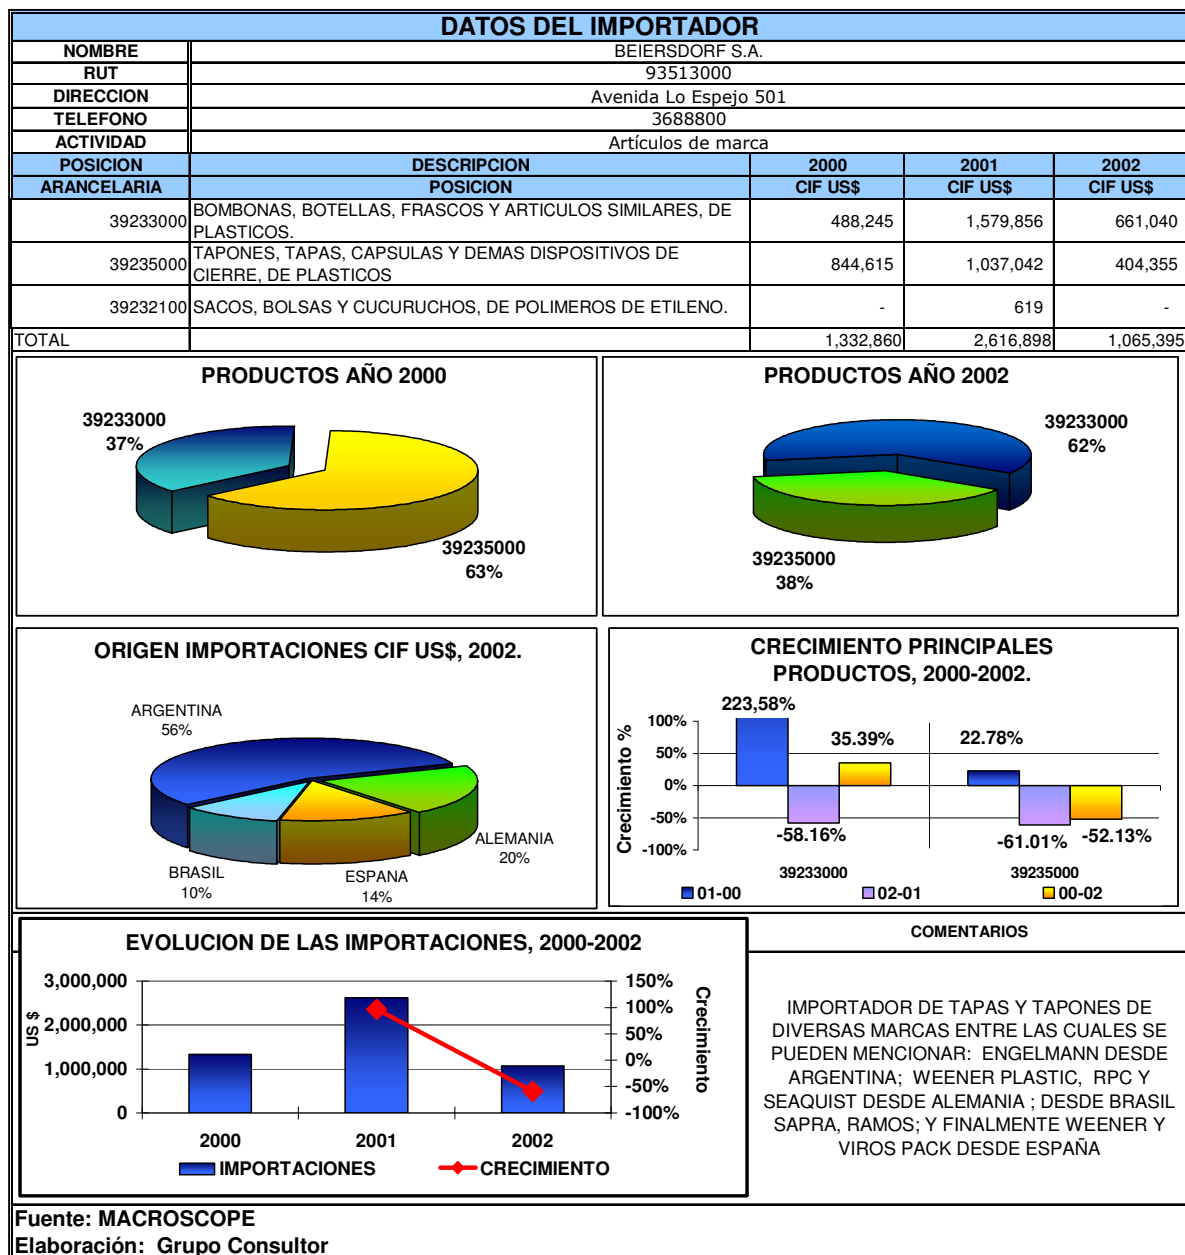 DATOS DEL IMPORTADOR
NOMBRE BEIERSDORF S.A.
RUT 93513000
DIRECCION Avenida Lo Espejo 501
TELEFONO 3688800
ACTIVIDAD Artículos de marca
POSICION DESCRIPCION 2000 2001 2002
ARANCELARIA POSICION CIF US$ CIF US$ CIF US$
39233000 BOMBONAS, BOTELLAS, FRASCOS Y ARTICULOS SIMILARES, DE
PLASTICOS. 488,245 1,579,856 661,040
39235000 TAPONES, TAPAS, CAPSULAS Y DEMAS DISPOSITIVOS DE
CIERRE, DE PLASTICOS 844,615 1,037,042 404,355
39232100 SACOS, BOLSAS Y CUCURUCHOS, DE POLIMEROS DE ETILENO. - 619 -
TOTAL 1,332,860 2,616,898 1,065,395
PRODUCTOS AÑO 2000
39233000
37%
39235000
63%
PRODUCTOS AÑO 2002
39233000
62%
39235000
38%
ORIGEN IMPORTACIONES CIF US$, 2002.
ARGENTINA
56%
ALEMANIA
20%
BRASIL
10%
ESPANA
14%
CRECIMIENTO PRINCIPALES
PRODUCTOS, 2000-2002.
Crecimiento %
100%
50%
0%
-50%
-100%
223,58%
35.39%
22.78%
-58.16%
-61.01%
-52.13%
39233000 39235000
01-00 02-01 00-02
EVOLUCION DE LAS IMPORTACIONES, 2000-2002
US $
3,000,000
2,000,000
1,000,000
0
150%
100%
50%
0%
-50%
-100%
Crecimiento
2000 2001 2002
IMPORTACIONES CRECIMIENTO
COMENTARIOS
IMPORTADOR DE TAPAS Y TAPONES DE
DIVERSAS MARCAS ENTRE LAS CUALES SE
PUEDEN MENCIONAR: ENGELMANN DESDE
ARGENTINA; WEENER PLASTIC, RPC Y
SEAQUIST DESDE ALEMANIA ; DESDE BRASIL
SAPRA, RAMOS; Y FINALMENTE WEENER Y
VIROS PACK DESDE ESPAÑA
Fuente: MACROSCOPE
Elaboración: Grupo Consultor